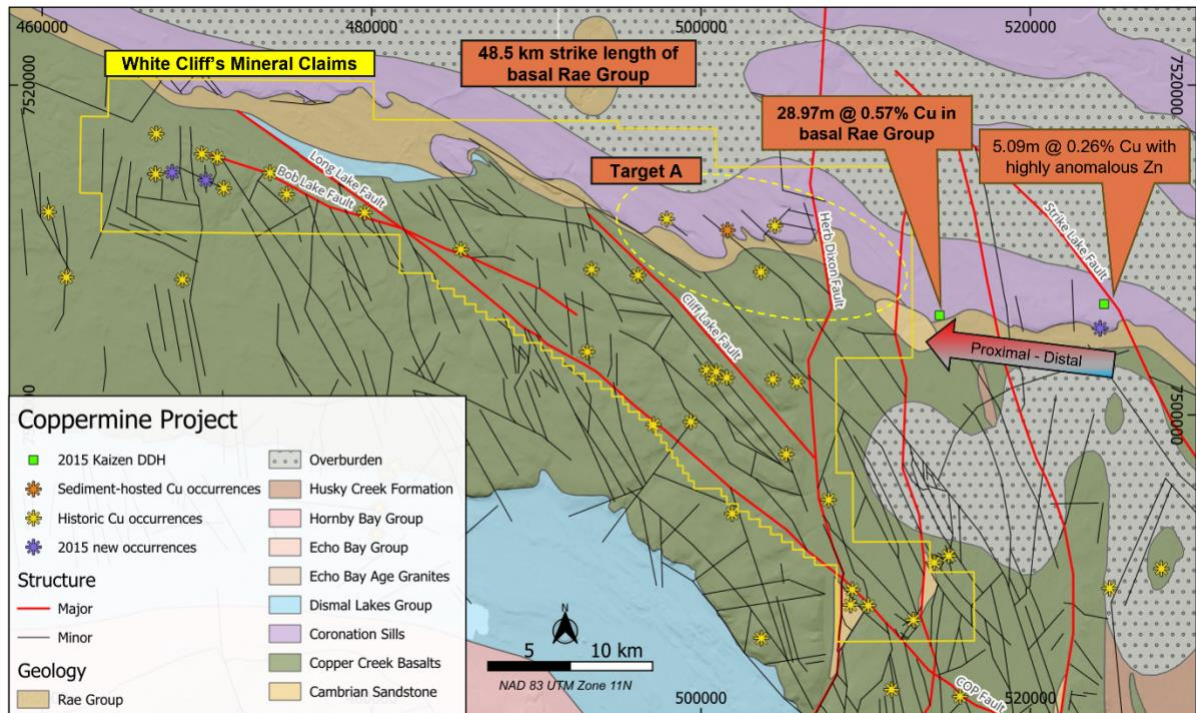 460000
480000
500000
520000
White Cliff's Mineral Claims
48.5 km strike length of
basal Rae Group
7520000
7520000
28.97m @ 0.57% Cu in
basal Rae Group
5.09m @ 0.26% Cu with
highly anomalous Zn
Target A
Long Lake Fault
Bob Lake Fault
Herb Dixon Fault
Strike Lake Fault
Cliff Lake Fault
Proximal - Distal
7500000
Coppermine Project
2015 Kaizen DDH
Sediment-hosted Cu occurrences
Historic Cu occurrences
2015 new occurrences
Structure
Major
Minor
Geology
Rae Group
Overburden
Husky Creek Formation
Hornby Bay Group
Echo Bay Group
Echo Bay Age Granites
Dismal Lakes Group
Coronation Sills
Copper Creek Basalts
Cambrian Sandstone
N
5 10 km
NAD 83 UTM Zone 11N
COP Fault
500000
520000